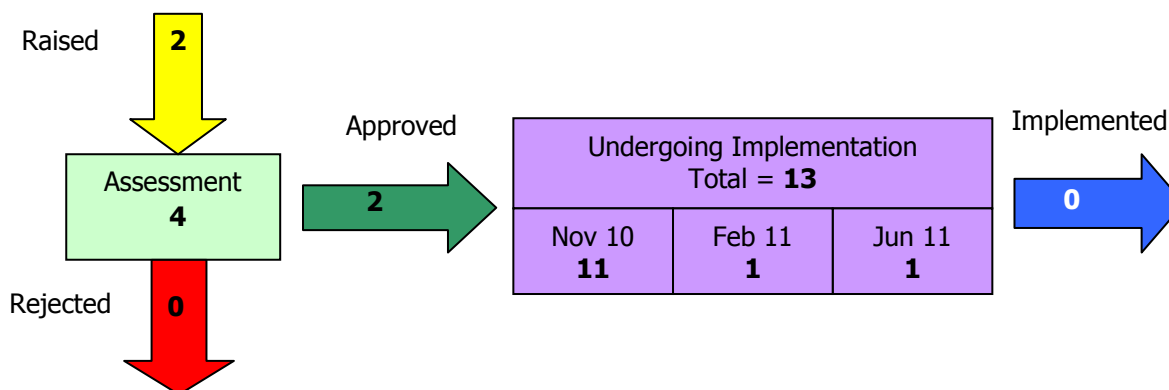 Raised
2
Assessment
4
Rejected
0
Approved
2
Undergoing Implementation
Total = 13
Nov 10
11
Feb 11
1
Jun 11
1
Implemented
0